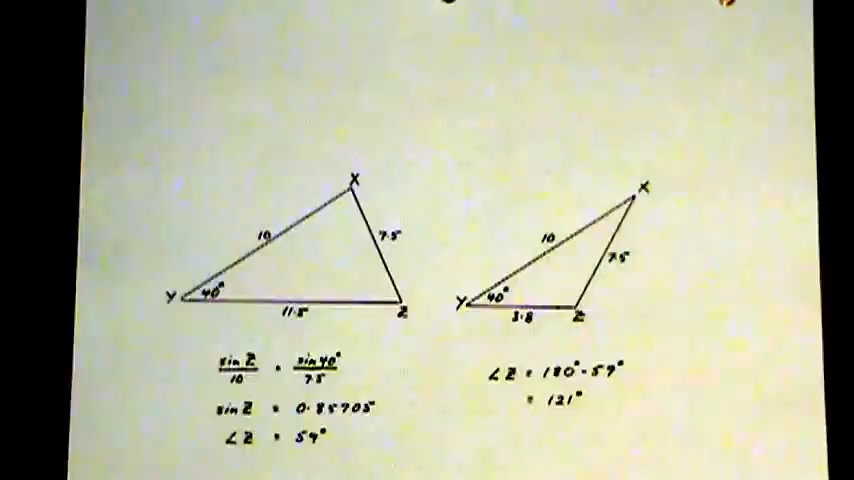 X
10
7.5
Y
40°
11.5
Z
sin Z / 10 = sin 40° / 7.5
sin Z = 0.85705
∠Z = 59°
X
10
7.5
Y
40°
3.8
Z
∠Z = 180° - 59°
= 121°